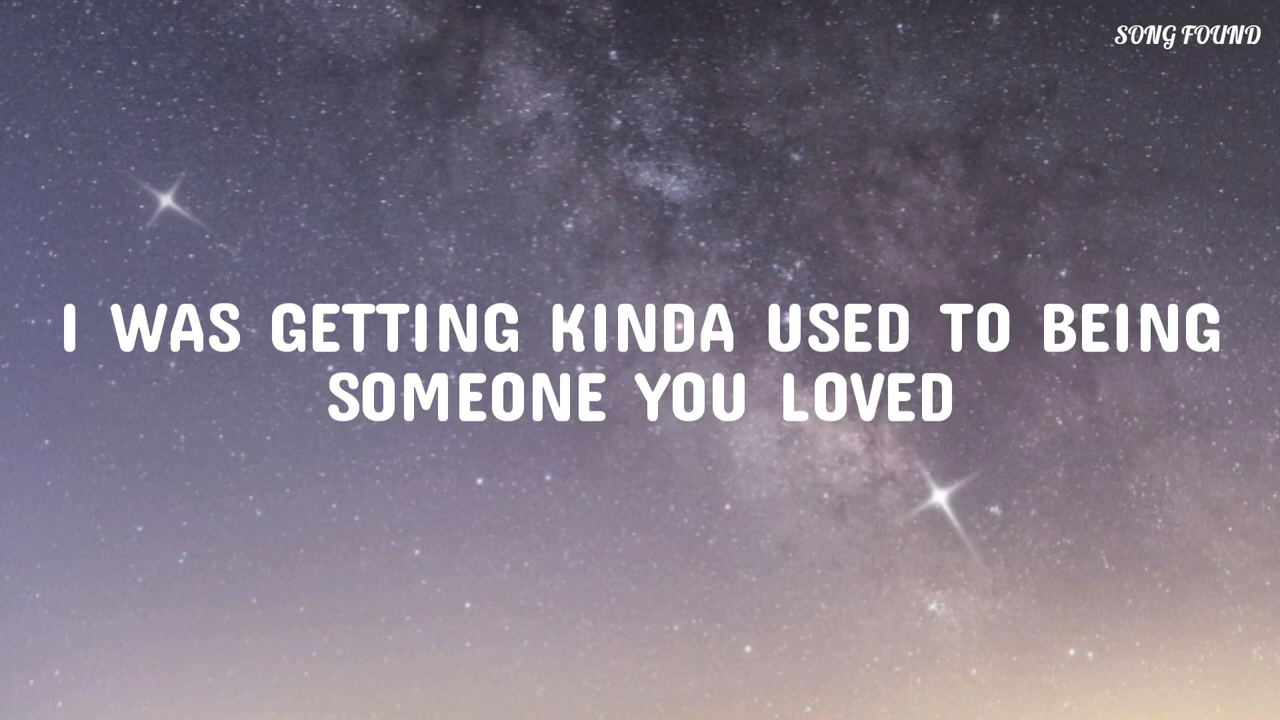 SONG FOUND
I WAS GETTING KINDA USED TO BEING
SOMEONE YOU LOVED